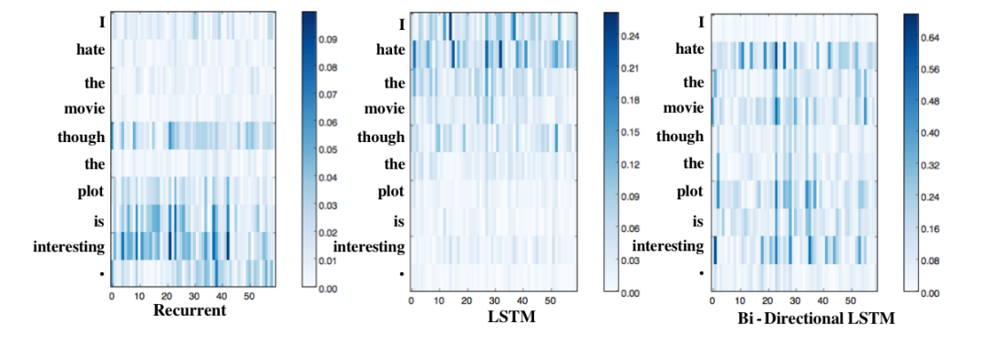 I
hate
the
movie
though
the
plot
is
interesting
.
0.09
0.08
0.07
0.06
0.05
0.04
0.03
0.02
0.01
0.00
0 10 20 30 40 50
Recurrent
I
hate
the
movie
though
the
plot
is
interesting
.
0.24
0.21
0.18
0.15
0.12
0.09
0.06
0.03
0.00
0 10 20 30 40 50
LSTM
I
hate
the
movie
though
the
plot
is
interesting
.
0.64
0.56
0.48
0.40
0.32
0.24
0.16
0.08
0.00
0 10 20 30 40 50
Bi - Directional LSTM